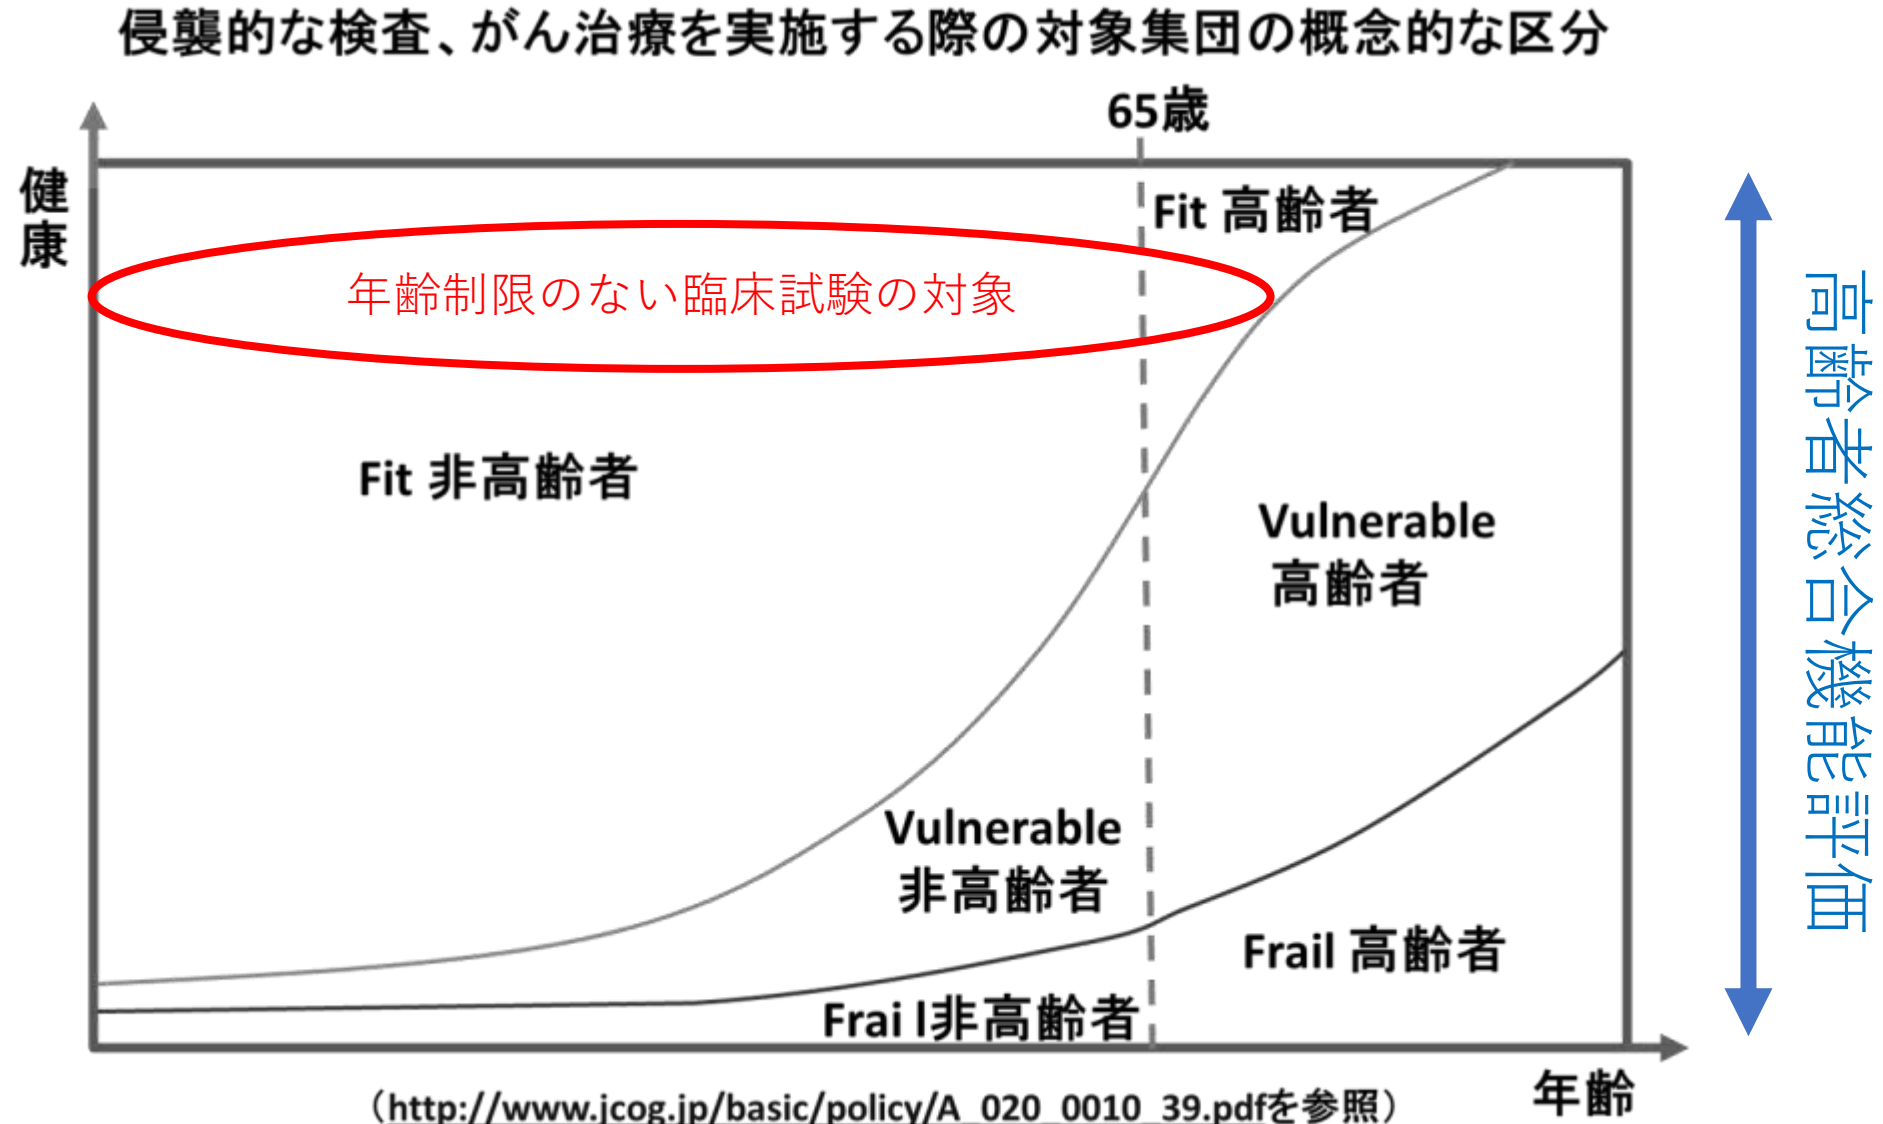 侵襲的な検査、がん治療を実施する際の対象集団の概念的な区分
65歳
健康
Fit 高齢者
年齢制限のない臨床試験の対象
Fit 非高齢者
Vulnerable
高齢者
高齢者総合機能評価
Vulnerable
非高齢者
Frail 高齢者
Frai l非高齢者
年齢
（http://www.jcog.jp/basic/policy/A_020_0010_39.pdfを参照）